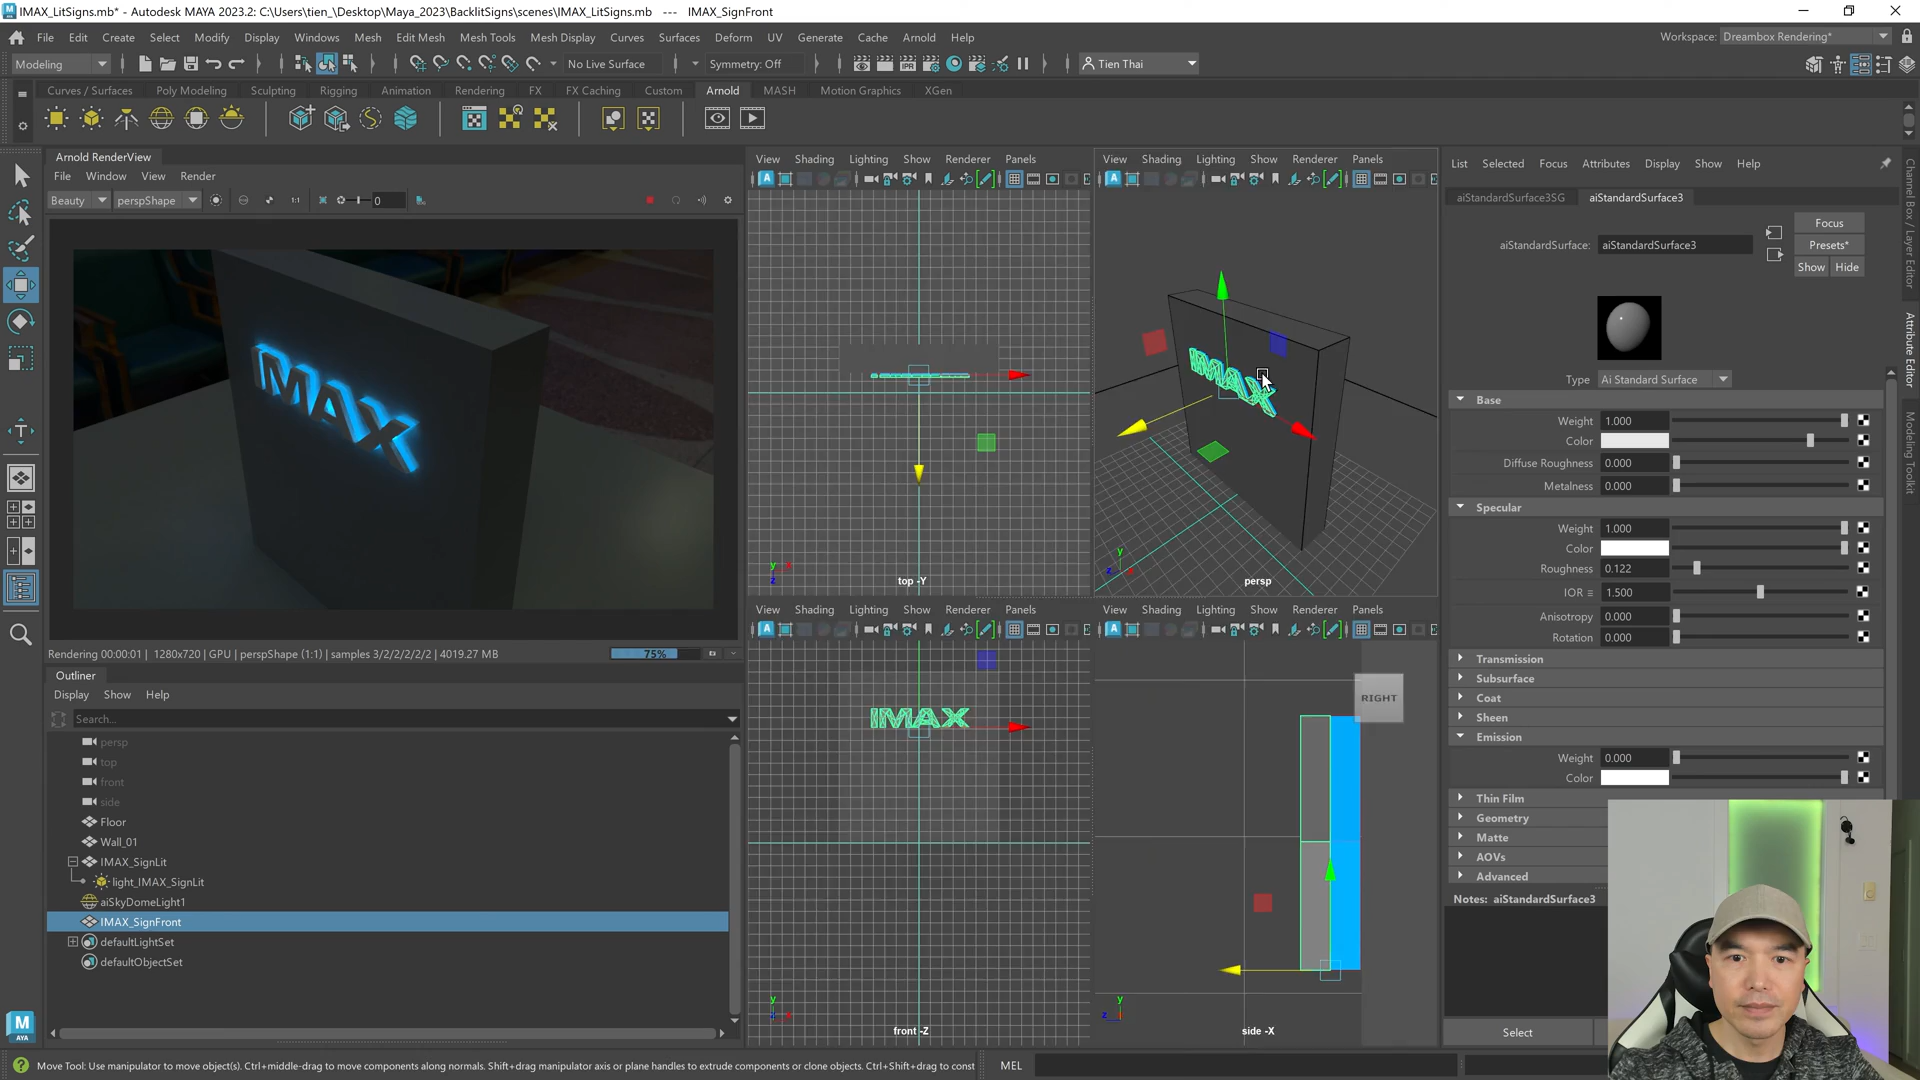 IMAX_LitSigns.mb* - Autodesk MAYA 2023.2: C:\Users\tien_\Desktop\Maya_2023\BacklitSigns\scenes\IMAX_LitSigns.mb --- IMAX_SignFront
File Edit Create Select Modify Display Windows Mesh Edit Mesh Mesh Tools Mesh Display Curves Surfaces Deform UV Generate Cache Arnold Help
Workspace: Dreambox Rendering*
Modeling
No Live Surface
Symmetry: Off
Tien Thai
Curves / Surfaces Poly Modeling Sculpting Rigging Animation Rendering FX FX Caching Custom Arnold MASH Motion Graphics XGen
Arnold RenderView
File Window View Render
Beauty perspShape 1:1 0
IMAX
Rendering 00:00:01 | 1280x720 | GPU | perspShape (1:1) | samples 3/2/2/2/2/2 | 4019.27 MB
75%
Outliner
Display Show Help
Search...
persp
top
front
side
Floor
Wall_01
IMAX_SignLit
light_IMAX_SignLit
aiSkyDomeLight1
IMAX_SignFront
defaultLightSet
defaultObjectSet
View Shading Lighting Show Renderer Panels
top -Y
View Shading Lighting Show Renderer Panels
IMAX
persp
View Shading Lighting Show Renderer Panels
IMAX
front -Z
View Shading Lighting Show Renderer Panels
RIGHT
side -X
List Selected Focus Attributes Display Show Help
aiStandardSurface3SG aiStandardSurface3
aiStandardSurface: aiStandardSurface3
Focus
Presets*
Show Hide
Type Ai Standard Surface
Base
Weight 1.000
Color
Diffuse Roughness 0.000
Metalness 0.000
Specular
Weight 1.000
Color
Roughness 0.122
IOR 1.500
Anisotropy 0.000
Rotation 0.000
Transmission
Subsurface
Coat
Sheen
Emission
Weight 0.000
Color
Thin Film
Geometry
Matte
AOVs
Advanced
Notes: aiStandardSurface3
Select
Channel Box / Layer Editor
Attribute Editor
Modeling Toolkit
M
AYA
Move Tool: Use manipulator to move object(s). Ctrl+middle-drag to move components along normals. Shift+drag manipulator axis or plane handles to extrude components or clone objects. Ctrl+Shift+drag to const
MEL